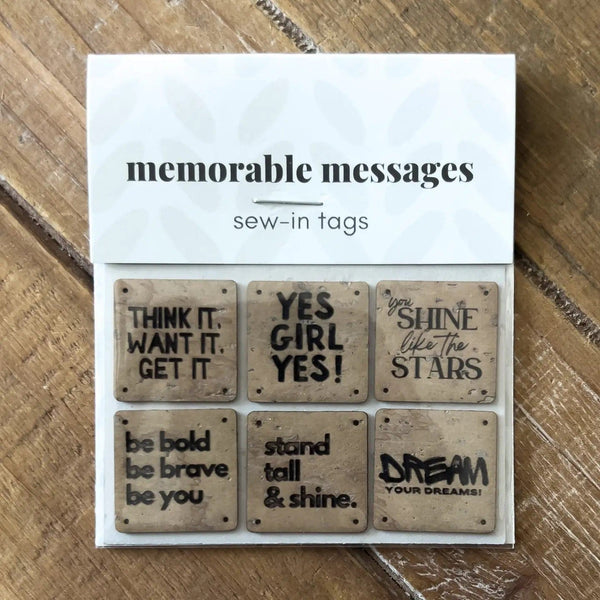 memorable messages
sew-in tags
THINK IT.
WANT IT.
GET IT
YES
GIRL
YES!
you
SHINE
like the
STARS
be bold
be brave
be you
stand
tall
& shine.
DREAM
YOUR DREAMS!